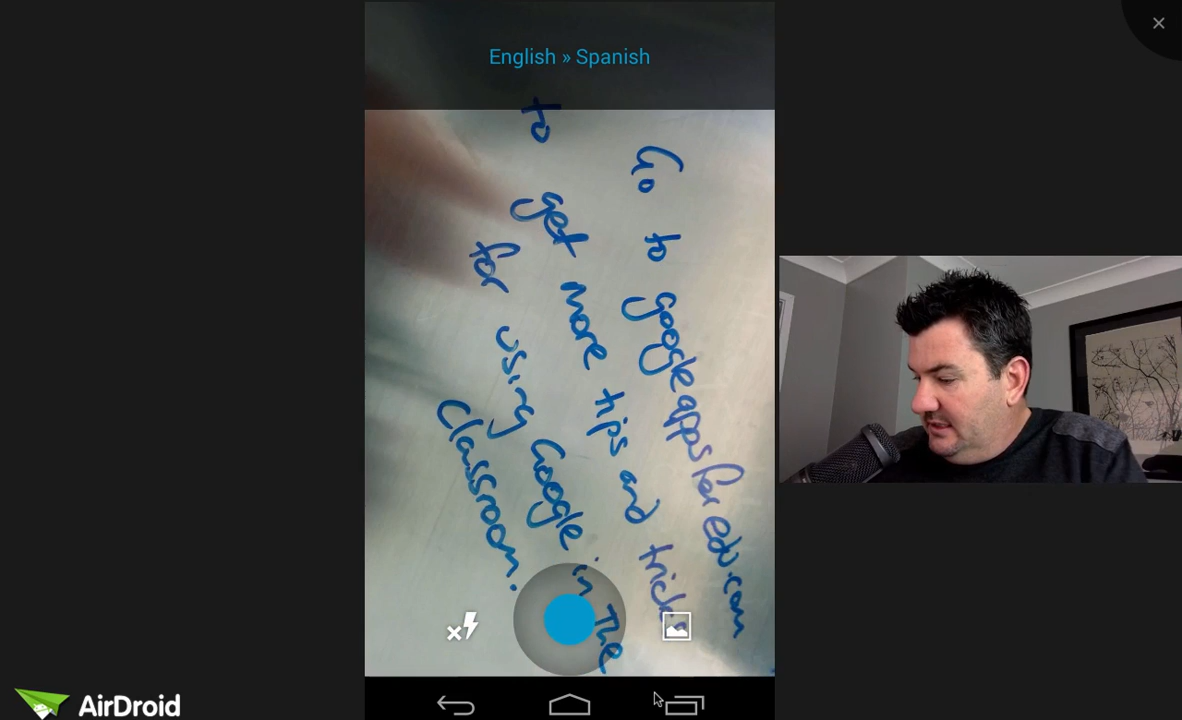 English » Spanish
Go to googleappsforedu.com
to get more tips and tricks
for using Google in The
Classroom.
AirDroid